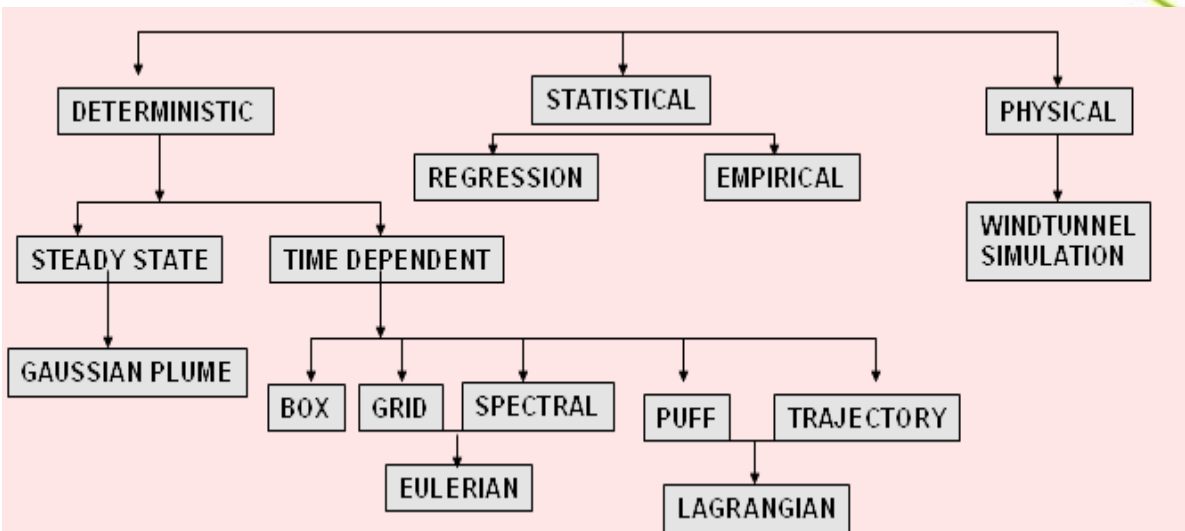 DETERMINISTIC
STATISTICAL
PHYSICAL
REGRESSION
EMPIRICAL
STEADY STATE
TIME DEPENDENT
WINDTUNNEL
SIMULATION
GAUSSIAN PLUME
BOX
GRID
SPECTRAL
PUFF
TRAJECTORY
EULERIAN
LAGRANGIAN